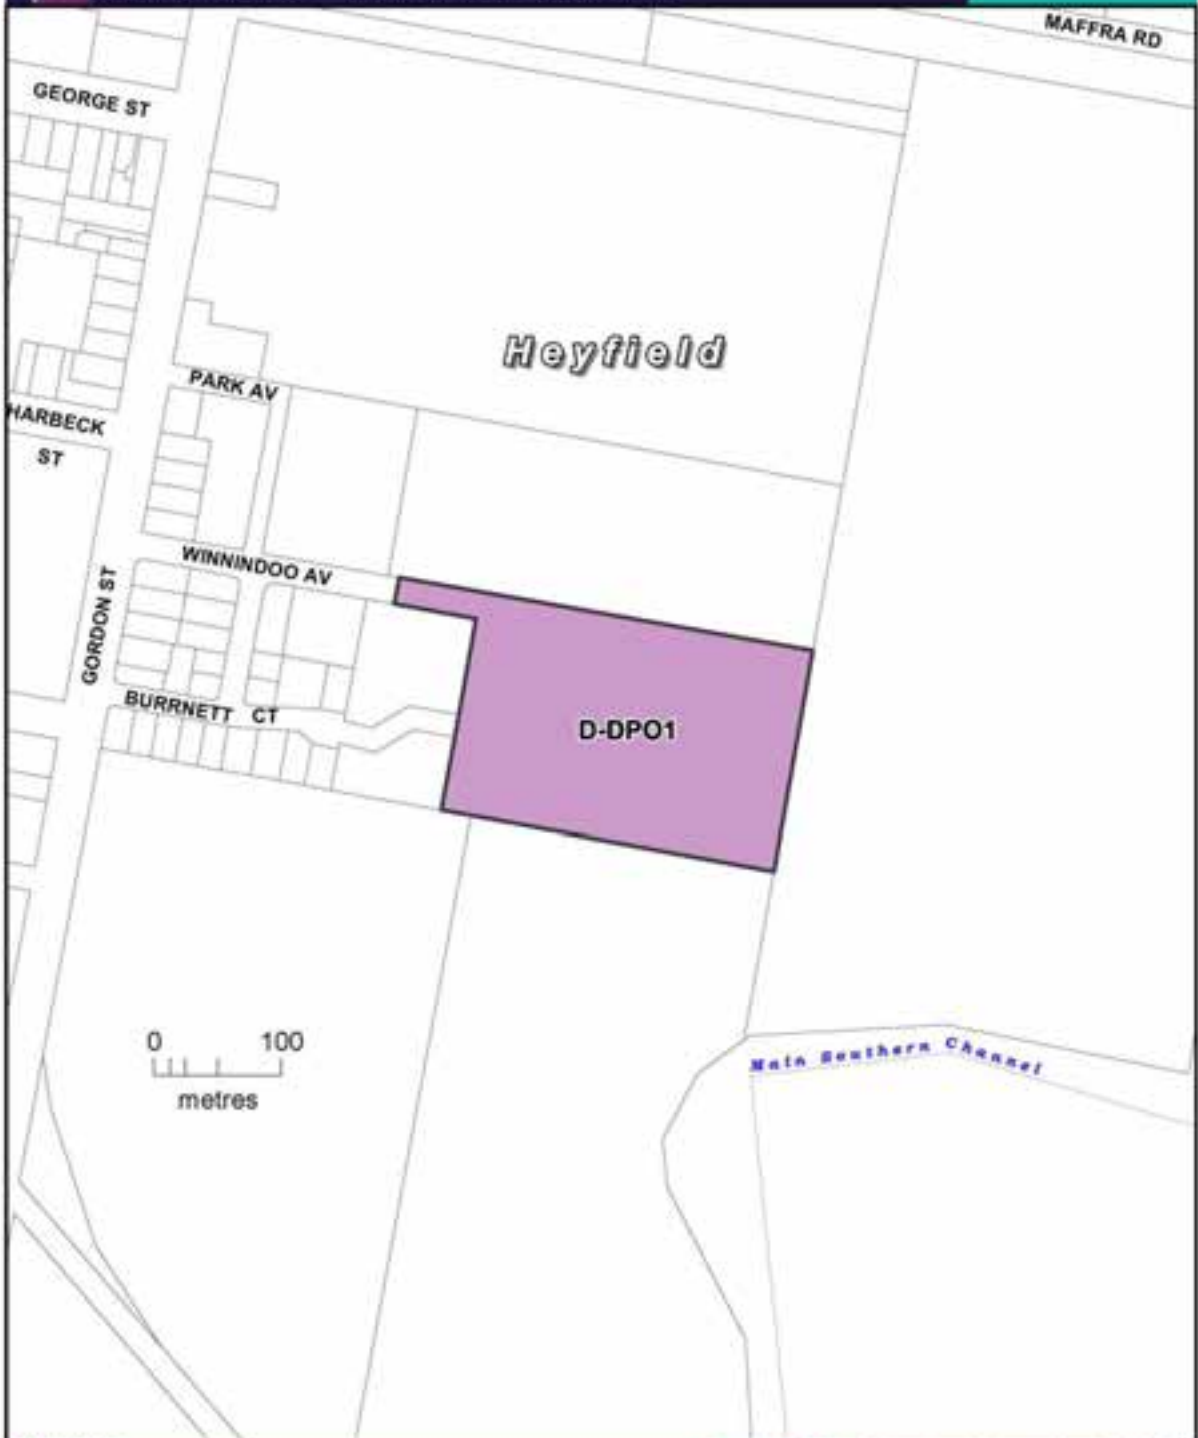 MAFFRA RD
GEORGE ST
Heyfield
PARK AV
HARBECK
ST
WINNINDOO AV
GORDON ST
BURRNETT CT
D-DPO1
0 100
metres
Main Southern Channel